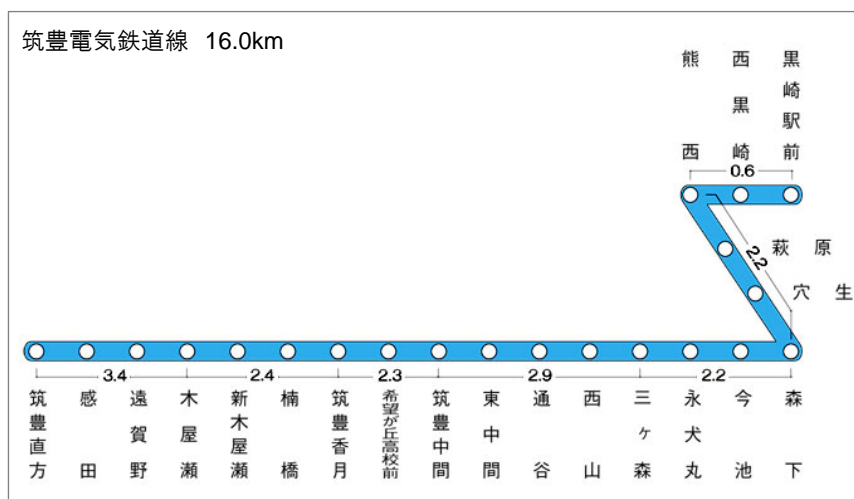 筑豊電気鉄道線 16.0km
熊西
西黒崎
黒崎駅前
0.6
萩原
2.2
穴生
3.4
2.4
2.3
2.9
2.2
筑豊直方
感田
遠賀野
木屋瀬
新木屋瀬
楠橋
筑豊香月
希望が丘高校前
筑豊中間
東中間
通谷
西山
三ヶ森
永犬丸
今池
森下